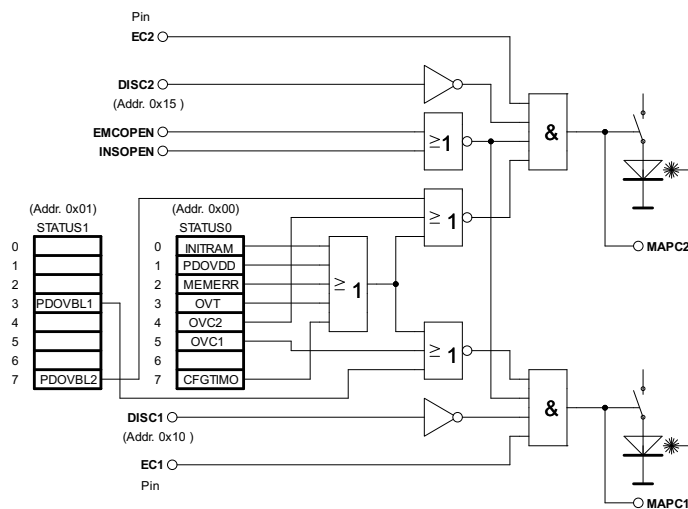 Pin
EC2
DISC2
(Addr. 0x15 )
EMCOPEN
INSOPEN
≥1
&
MAPC2
(Addr. 0x01)
STATUS1
(Addr. 0x00)
STATUS0
≥ 1
0
0 INITRAM
1
1 PDOVDD
2
2 MEMERR
≥ 1
3 PDOVBL1
3 OVT
4
4 OVC2
5
5 OVC1
6
6
≥ 1
7 PDOVBL2
7 CFGTIMO
DISC1
(Addr. 0x10 )
&
EC1
Pin
MAPC1